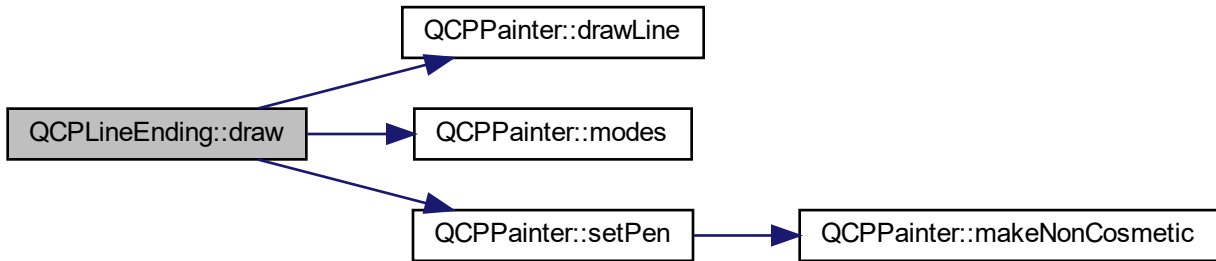 QCPPainter::drawLine
QCPLineEnding::draw
QCPPainter::modes
QCPPainter::setPen
QCPPainter::makeNonCosmetic